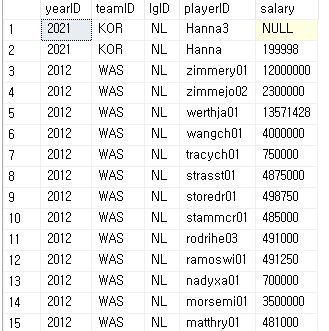 yearID teamID lgID playerID salary
1 2021 KOR NL Hanna3 NULL
2 2021 KOR NL Hanna 199998
3 2012 WAS NL zimmery01 12000000
4 2012 WAS NL zimmejo02 2300000
5 2012 WAS NL werthja01 13571428
6 2012 WAS NL wangch01 4000000
7 2012 WAS NL tracych01 750000
8 2012 WAS NL strasst01 4875000
9 2012 WAS NL storedr01 498750
10 2012 WAS NL stammcr01 485000
11 2012 WAS NL rodrihe03 491000
12 2012 WAS NL ramoswi01 491250
13 2012 WAS NL nadyxa01 700000
14 2012 WAS NL morsemi01 3500000
15 2012 WAS NL matthry01 481000